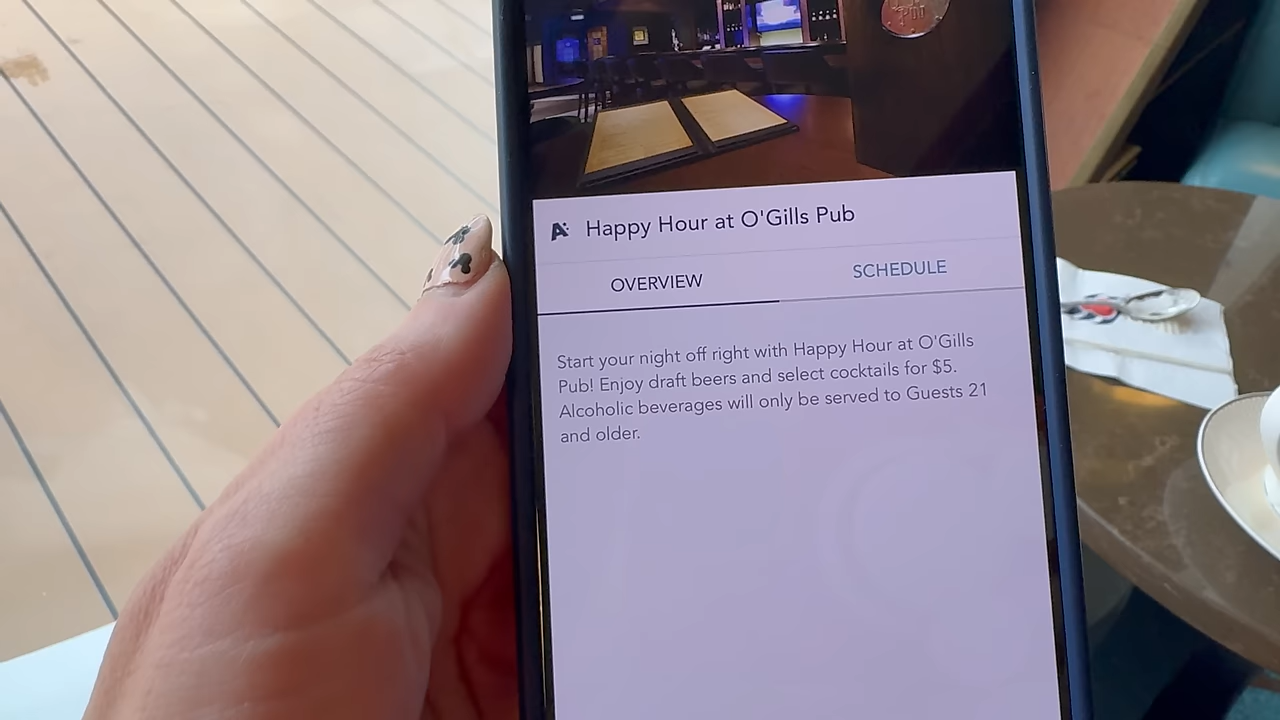 Happy Hour at O'Gills Pub
OVERVIEW
SCHEDULE
Start your night off right with Happy Hour at O'Gills
Pub! Enjoy draft beers and select cocktails for $5.
Alcoholic beverages will only be served to Guests 21
and older.